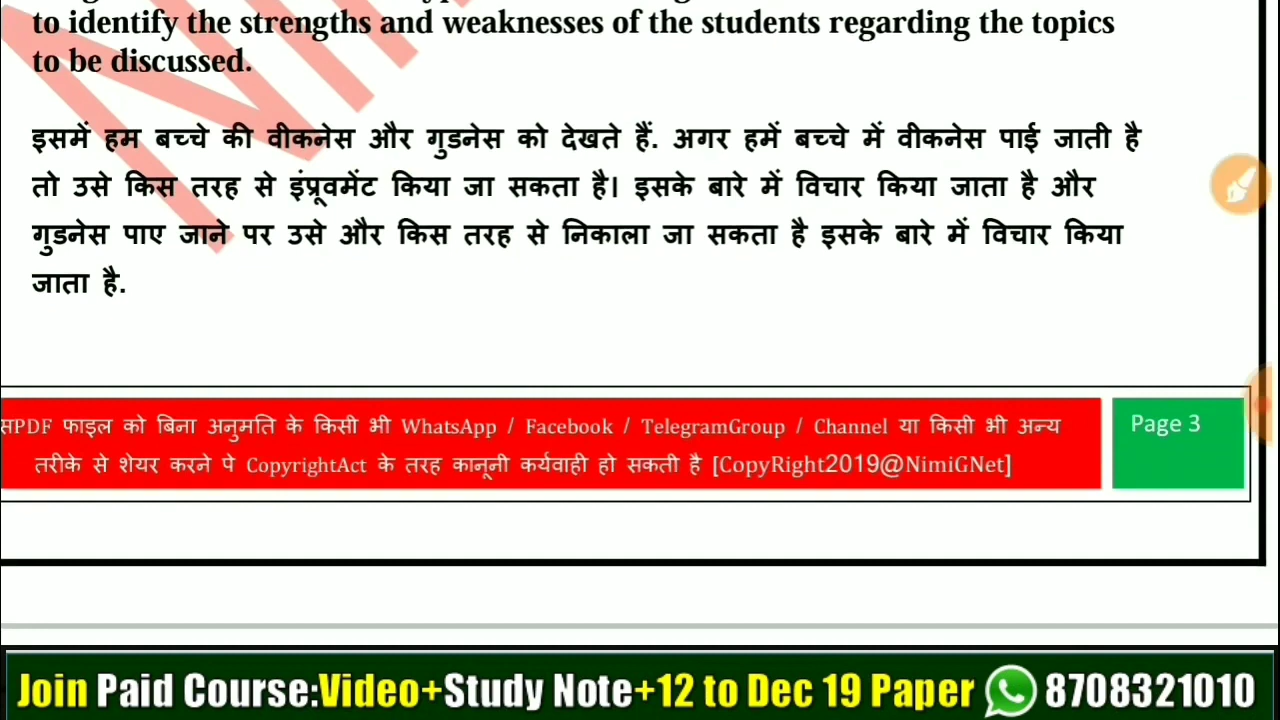 to identify the strengths and weaknesses of the students regarding the topics
to be discussed.
इसमें हम बच्चे की वीकनेस और गुडनेस को देखते हैं. अगर हमें बच्चे में वीकनेस पाई जाती है
तो उसे किस तरह से इंप्रूवमेंट किया जा सकता है। इसके बारे में विचार किया जाता है और
गुडनेस पाए जाने पर उसे और किस तरह से निकाला जा सकता है इसके बारे में विचार किया
जाता है.
सPDF फाइल को बिना अनुमति के किसी भी WhatsApp / Facebook / TelegramGroup / Channel या किसी भी अन्य
तरीके से शेयर करने पे CopyrightAct के तरह कानूनी कर्यवाही हो सकती है [CopyRight2019@NimiGNet]
Page 3
Join Paid Course:Video+Study Note+12 to Dec 19 Paper 8708321010